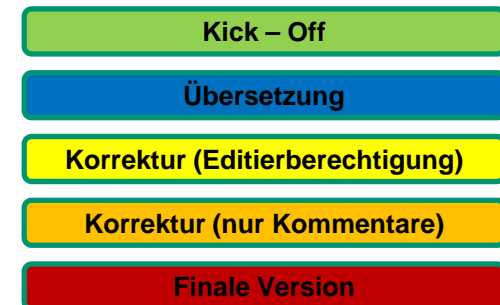 Kick – Off
Übersetzung
Korrektur (Editierberechtigung)
Korrektur (nur Kommentare)
Finale Version